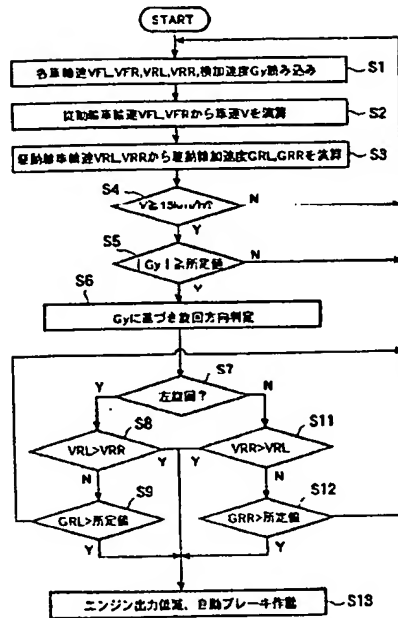 START
各車輪速VFL,VFR,VRL,VRR,横加速度Gy読み込み
S1
従動輪車輪速VFL,VFRから車速Vを演算
S2
駆動輪車輪速VRL,VRRから駆動輪加速度GRL,GRRを演算
S3
S4
V≧15km/h?
N
Y
S5
|Gy|≧所定値
N
Y
S6
Gyに基づき旋回方向判定
S7
Y
左旋回?
N
S8
S11
VRL>VRR
Y
Y
VRR>VRL
N
N
S9
S12
GRL>所定値
GRR>所定値
Y
Y
エンジン出力低減、自動ブレーキ作動
S13